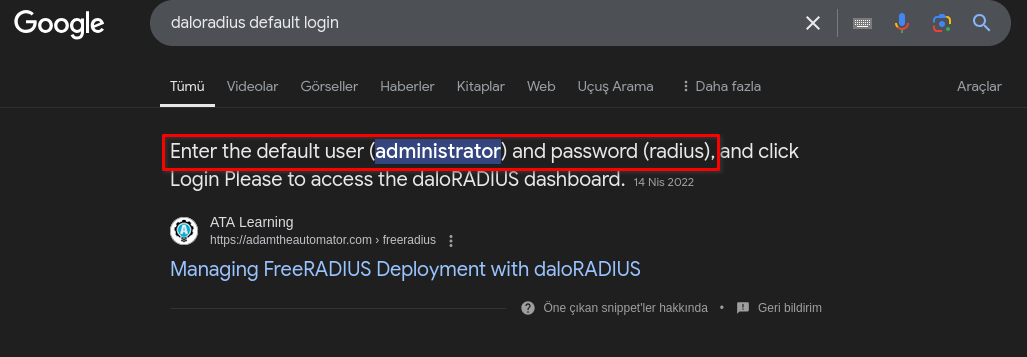 Google
daloradius default login
Tümü Videolar Görseller Haberler Kitaplar Web Uçuş Arama Daha fazla Araçlar
Enter the default user (administrator) and password (radius), and click
Login Please to access the daloRADIUS dashboard. 14 Nis 2022
ATA Learning
https://adamtheautomator.com › freeradius
Managing FreeRADIUS Deployment with daloRADIUS
Öne çıkan snippet'ler hakkında • Geri bildirim